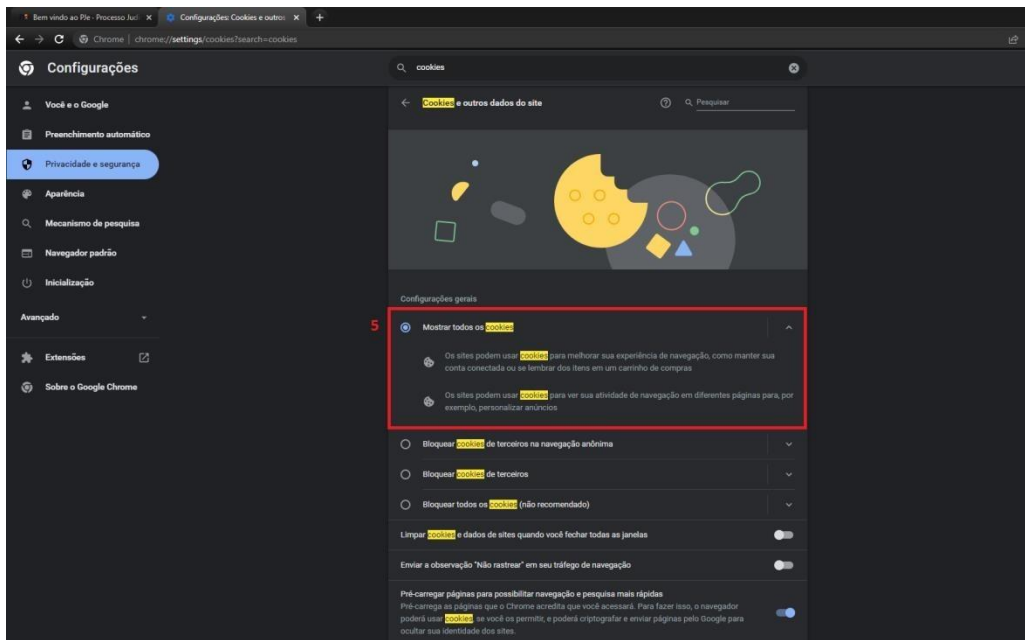 Bem vindo ao PJe - Processo Judi
Configurações: Cookies e outros
Chrome | chrome://settings/cookies?search=cookies
Configurações
cookies
Você e o Google
Preenchimento automático
Privacidade e segurança
Aparência
Mecanismo de pesquisa
Navegador padrão
Inicialização
Avançado
Extensões
Sobre o Google Chrome
Cookies e outros dados do site
Pesquisar
Configurações gerais
5
Mostrar todos os cookies
Os sites podem usar cookies para melhorar sua experiência de navegação, como manter sua
conta conectada ou se lembrar dos itens em um carrinho de compras
Os sites podem usar cookies para ver sua atividade de navegação em diferentes páginas para, por
exemplo, personalizar anúncios
Bloquear cookies de terceiros na navegação anônima
Bloquear cookies de terceiros
Bloquear todos os cookies (não recomendado)
Limpar cookies e dados de sites quando você fechar todas as janelas
Enviar a observação "Não rastrear" em seu tráfego de navegação
Pré-carregar páginas para possibilitar navegação e pesquisa mais rápidas
Pré-carrega as páginas que o Chrome acredita que você acessará. Para fazer isso, o navegador
poderá usar cookies, se você os permitir, e poderá criptografar e enviar páginas pelo Google para
ocultar sua identidade dos sites.